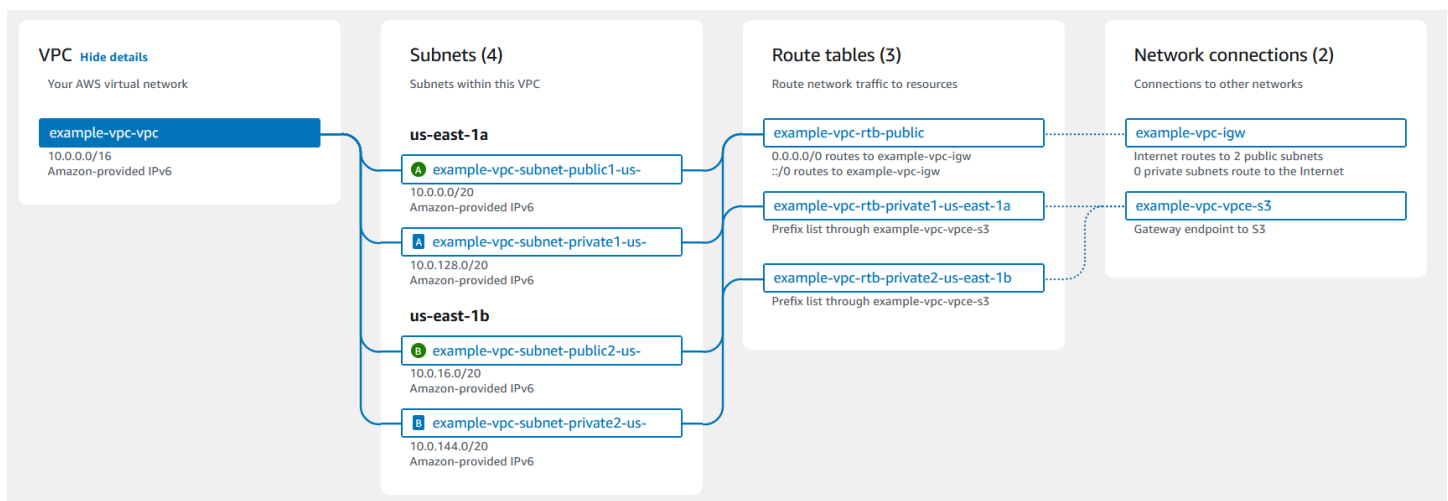 VPC Hide details
Your AWS virtual network
example-vpc-vpc
10.0.0.0/16
Amazon-provided IPv6
Subnets (4)
Subnets within this VPC
us-east-1a
A example-vpc-subnet-public1-us-
10.0.0.0/20
Amazon-provided IPv6
A example-vpc-subnet-private1-us-
10.0.128.0/20
Amazon-provided IPv6
us-east-1b
B example-vpc-subnet-public2-us-
10.0.16.0/20
Amazon-provided IPv6
B example-vpc-subnet-private2-us-
10.0.144.0/20
Amazon-provided IPv6
Route tables (3)
Route network traffic to resources
example-vpc-rtb-public
0.0.0.0/0 routes to example-vpc-igw
::/0 routes to example-vpc-igw
example-vpc-rtb-private1-us-east-1a
Prefix list through example-vpc-vpce-s3
example-vpc-rtb-private2-us-east-1b
Prefix list through example-vpc-vpce-s3
Network connections (2)
Connections to other networks
example-vpc-igw
Internet routes to 2 public subnets
0 private subnets route to the Internet
example-vpc-vpce-s3
Gateway endpoint to S3